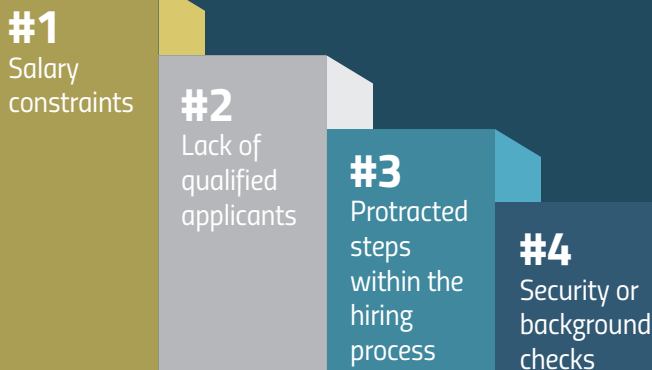 #1
Salary
constraints
#2
Lack of
qualified
applicants
#3
Protracted
steps
within the
hiring
process
#4
Security or
background
checks